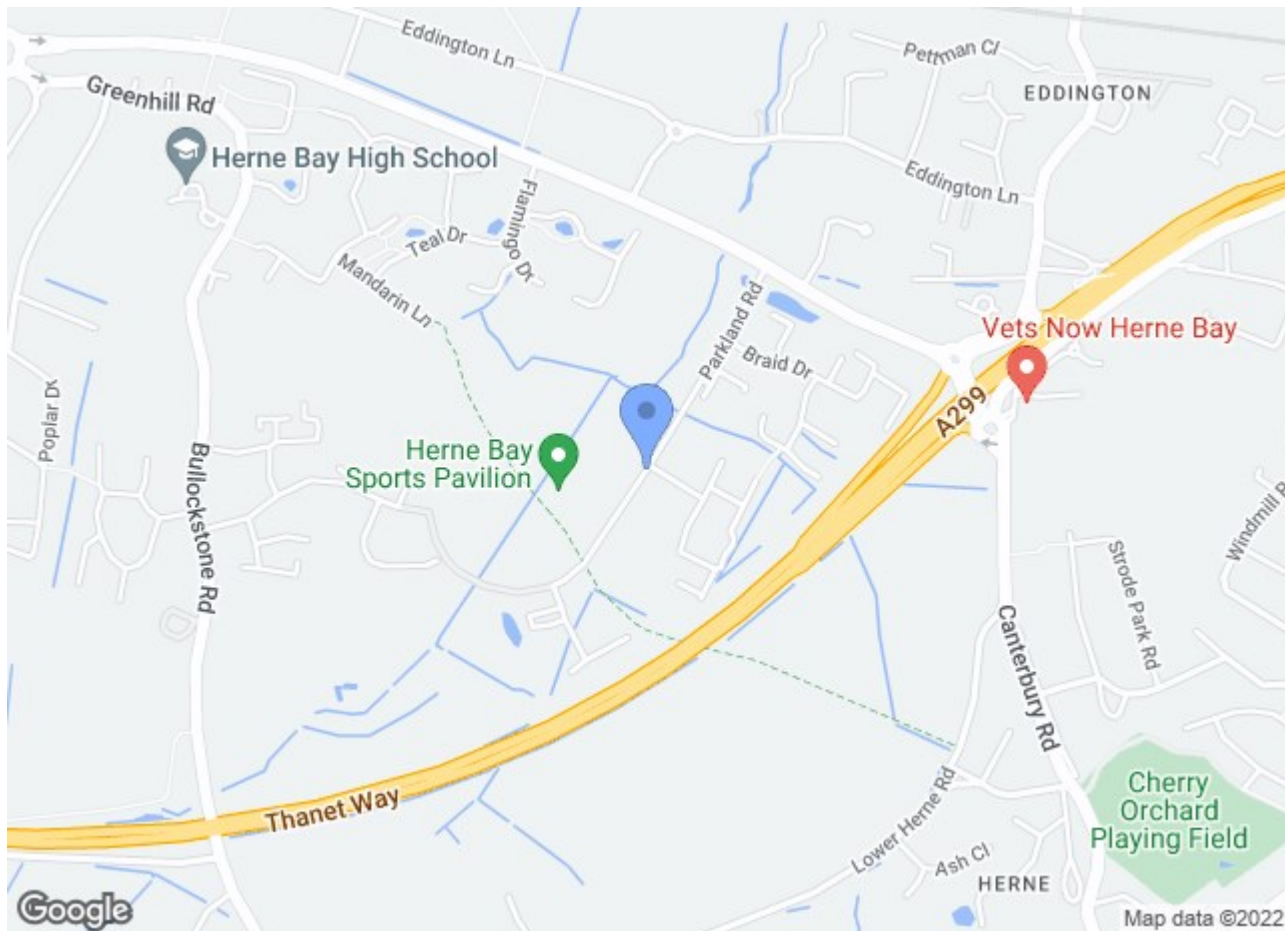 Eddington Ln
Pettman Cl
EDDINGTON
Greenhill Rd
Herne Bay High School
Eddington Ln
Flamingo Dr
Teal Dr
Mandarin Ln
Parkland Rd
Vets Now Herne Bay
Braid Dr
A299
Poplar Dr
Bullockstone Rd
Herne Bay
Sports Pavilion
Windmill R
Strode Park Rd
Canterbury Rd
Thanet Way
Lower Herne Rd
Cherry
Orchard
Playing Field
Ash Cl
HERNE
Google
Map data ©2022